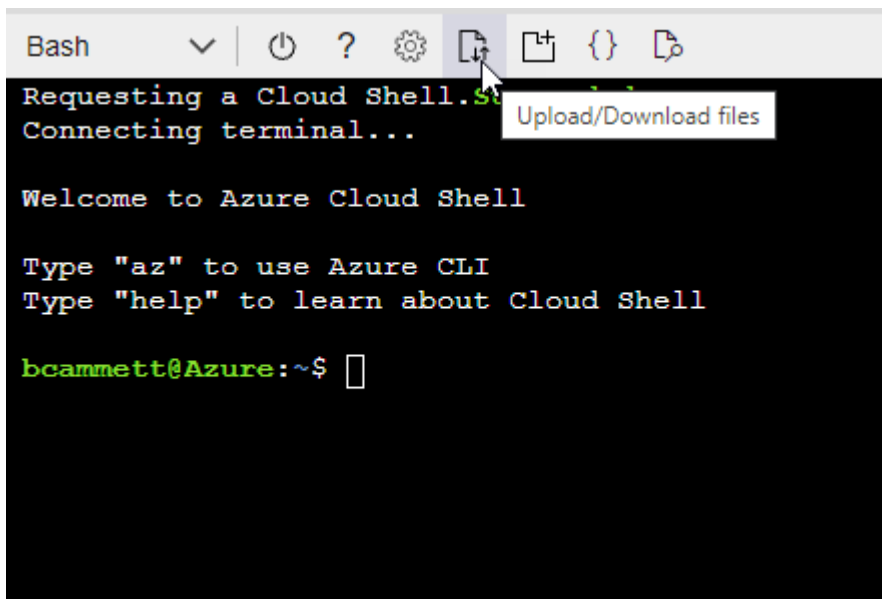 Bash ?  {}
Requesting a Cloud Shell.
Upload/Download files
Connecting terminal...
Welcome to Azure Cloud Shell
Type "az" to use Azure CLI
Type "help" to learn about Cloud Shell
bcammett@Azure:~$